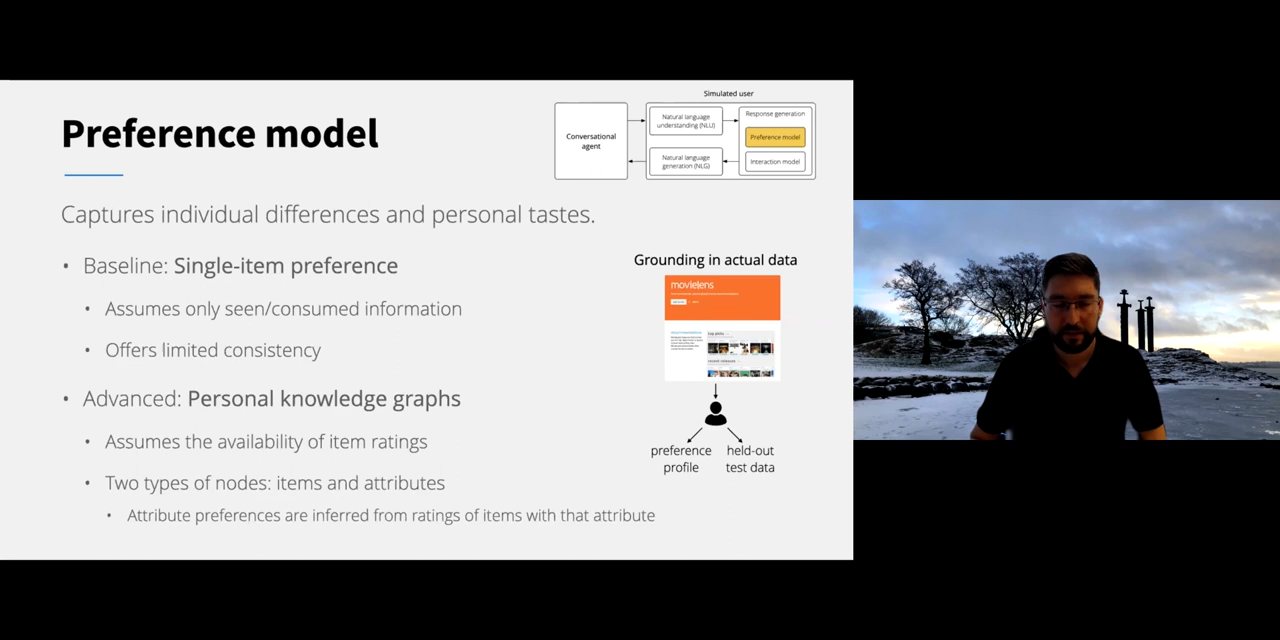 Preference model
Simulated user
Conversational
agent
Natural language
understanding (NLU)
Natural language
generation (NLG)
Response generation
Preference model
Interaction model
Captures individual differences and personal tastes.
• Baseline: Single-item preference
• Assumes only seen/consumed information
• Offers limited consistency
• Advanced: Personal knowledge graphs
• Assumes the availability of item ratings
• Two types of nodes: items and attributes
• Attribute preferences are inferred from ratings of items with that attribute
Grounding in actual data
movielens
top picks
recent releases
preference
profile
held-out
test data